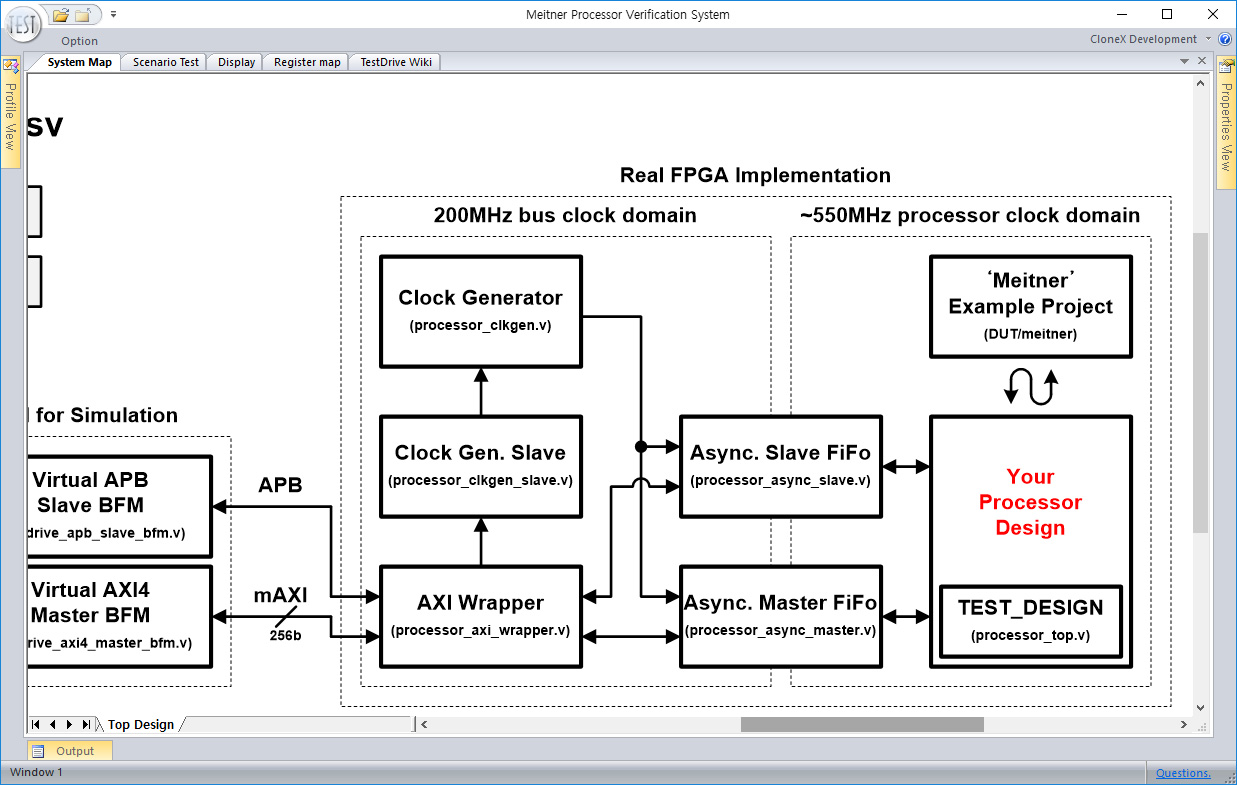 Meitner Processor Verification System
TEST
Option
CloneX Development
System Map
Scenario Test
Display
Register map
TestDrive Wiki
Profile View
Properties View
sv
Real FPGA Implementation
200MHz bus clock domain
~550MHz processor clock domain
Clock Generator
(processor_clkgen.v)
‘Meitner’
Example Project
(DUT/meitner)
for Simulation
Clock Gen. Slave
(processor_clkgen_slave.v)
Async. Slave FiFo
(processor_async_slave.v)
Your
Processor
Design
Virtual APB
Slave BFM
drive_apb_slave_bfm.v)
APB
Virtual AXI4
Master BFM
rive_axi4_master_bfm.v)
mAXI
256b
AXI Wrapper
(processor_axi_wrapper.v)
Async. Master FiFo
(processor_async_master.v)
TEST_DESIGN
(processor_top.v)
Top Design
Output
Window 1
Questions.